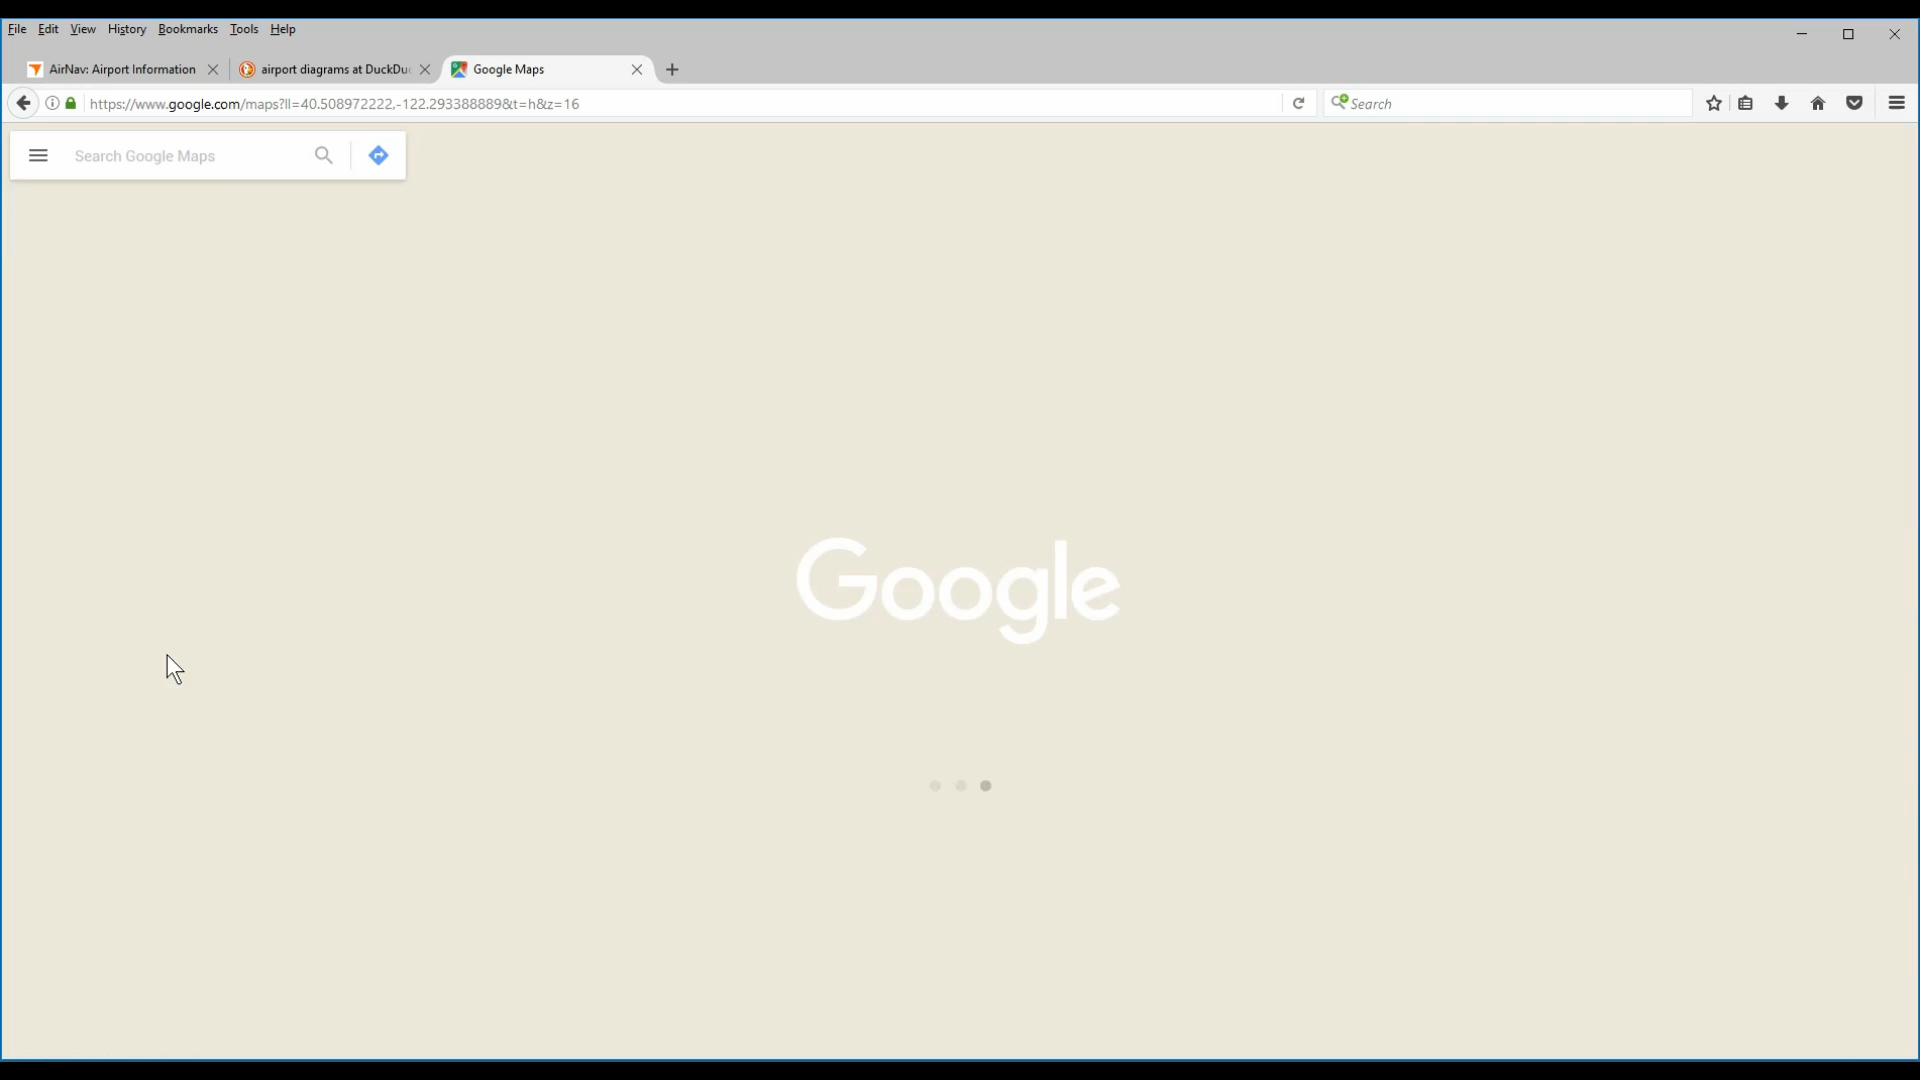 File Edit View History Bookmarks Tools Help
AirNav: Airport Information
airport diagrams at DuckDu
Google Maps
https://www.google.com/maps?ll=40.508972222,-122.293388889&t=h&z=16
Search
Search Google Maps
Google